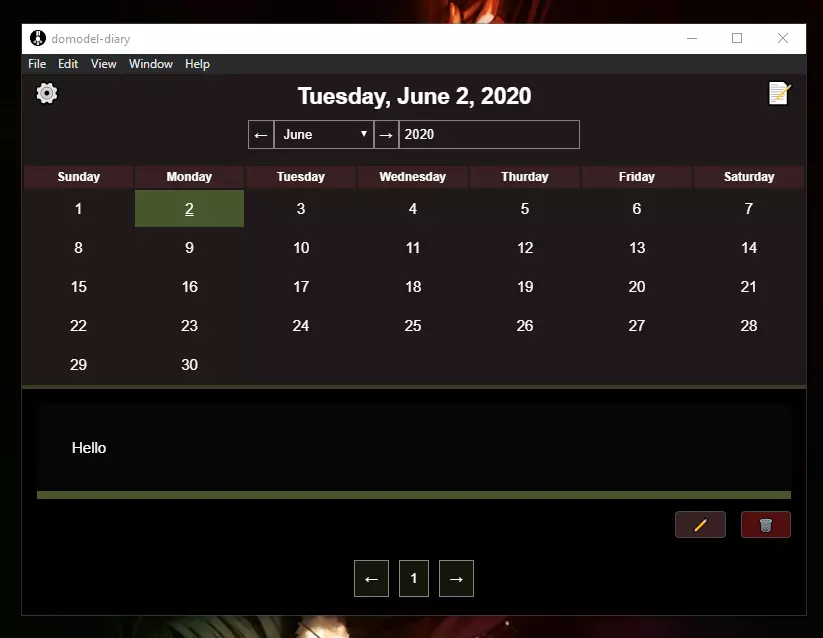 domodel-diary
File Edit View Window Help
Tuesday, June 2, 2020
← June ▾ → 2020
Sunday Monday Tuesday Wednesday Thurday Friday Saturday
1 2 3 4 5 6 7
8 9 10 11 12 13 14
15 16 17 18 19 20 21
22 23 24 25 26 27 28
29 30
Hello
← 1 →